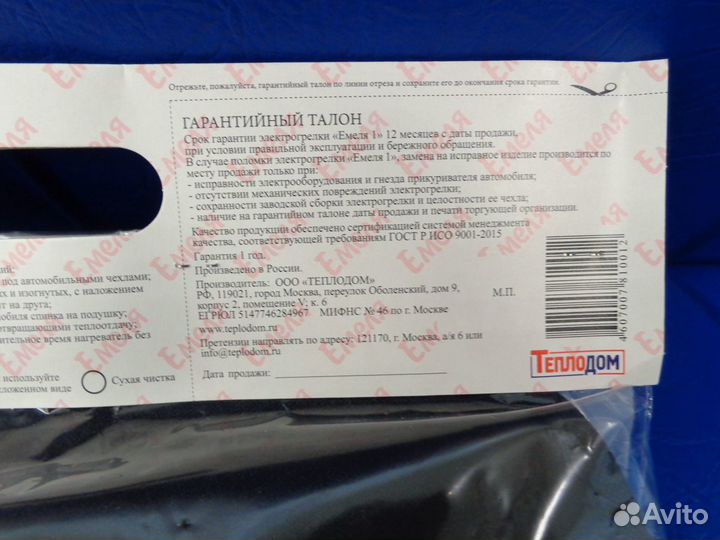 Отрежьте, пожалуйста, гарантийный талон по линии отреза и сохраните его до окончания срока гарантии.
ГАРАНТИЙНЫЙ ТАЛОН
Срок гарантии электрогрелки «Емеля 1» 12 месяцев с даты продажи,
при условии правильной эксплуатации и бережного обращения.
В случае поломки электрогрелки «Емеля 1», замена на исправное изделие производится по
месту продажи только при:
- исправности электрооборудования и гнезда прикуривателя автомобиля;
- отсутствии механических повреждений электрогрелки;
- сохранности заводской сборки электрогрелки и целостности ее чехла;
- наличие на гарантийном талоне даты продажи и печати торгующей организации.
Качество продукции обеспечено сертификацией системой менеджмента
качества, соответствующей требованиям ГОСТ Р ИСО 9001-2015
Гарантия 1 год.
Произведено в России.
Производитель: ООО «ТЕПЛОДОМ»
РФ, 119021, город Москва, переулок Оболенский, дом 9,
корпус 2, помещение V; к. 6
ЕГРЮЛ 5147746284967 МИФНС № 46 по г. Москве
www.teplodom.ru
Претензии направлять по адресу: 121170, г. Москва, а/я 6 или
info@teplodom.ru
Дата продажи:
М.П.
4607007810012
ТЕПЛОДОМ
под автомобильными чехлами;
х и изогнутых, с наложением
т на друга;
обиля спинка на подушку;
отвращающими теплоотдачу;
ительное время нагреватель без
используйте
ложенном виде
Сухая чистка
Емеля
Avito